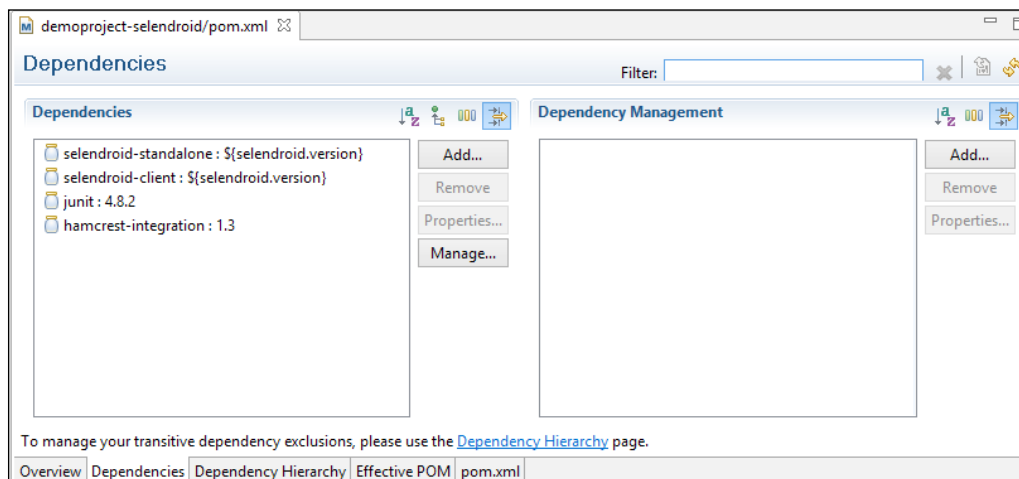 demoproject-selendroid/pom.xml
Dependencies
Filter:
Dependencies
Dependency Management
selendroid-standalone : ${selendroid.version}
selendroid-client : ${selendroid.version}
junit : 4.8.2
hamcrest-integration : 1.3
Add...
Remove
Properties...
Manage...
Add...
Remove
Properties...
To manage your transitive dependency exclusions, please use the Dependency Hierarchy page.
Overview Dependencies Dependency Hierarchy Effective POM pom.xml